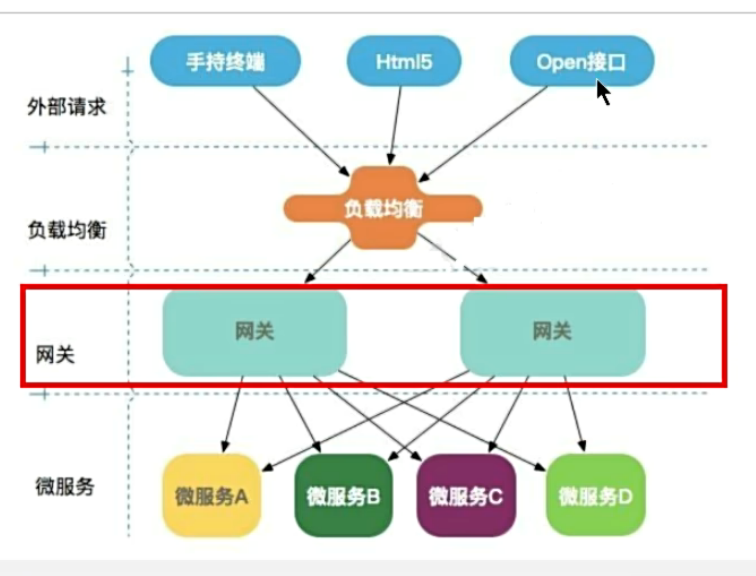 手持终端
Html5
Open接口
外部请求
负载均衡
负载均衡
网关
网关
网关
微服务
微服务A
微服务B
微服务C
微服务D